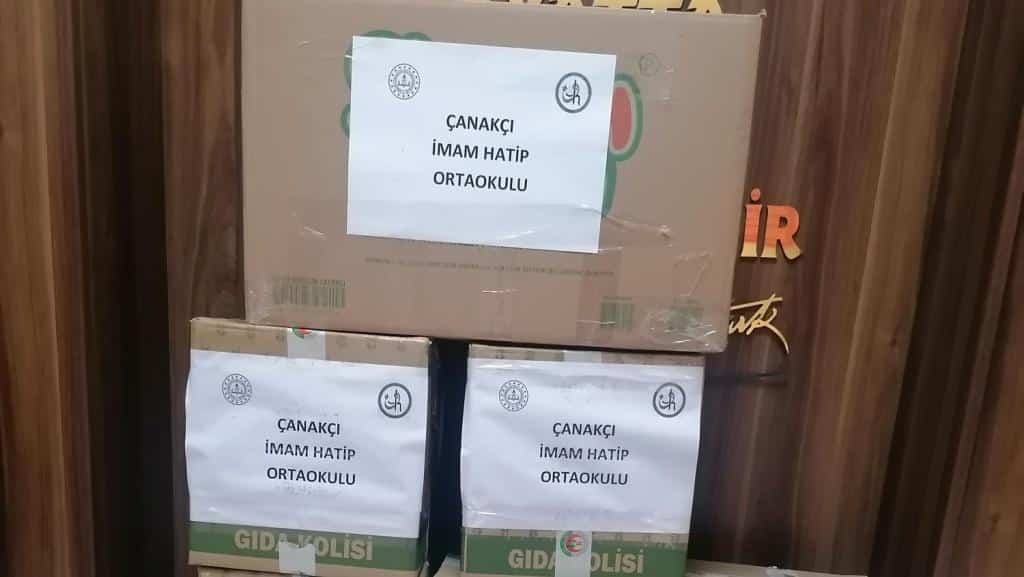 ÇANAKÇI
İMAM HATİP
ORTAOKULU
İR
ÇANAKÇI
İMAM HATİP
ORTAOKULU
GIDA KOLİSİ
ÇANAKÇI
İMAM HATİP
ORTAOKULU
GIDA KOLİSİ